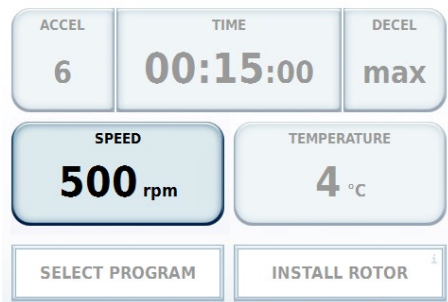 ACCEL TIME DECEL
6 00:15:00 max
SPEED TEMPERATURE
500 rpm 4 °C
SELECT PROGRAM INSTALL ROTOR i